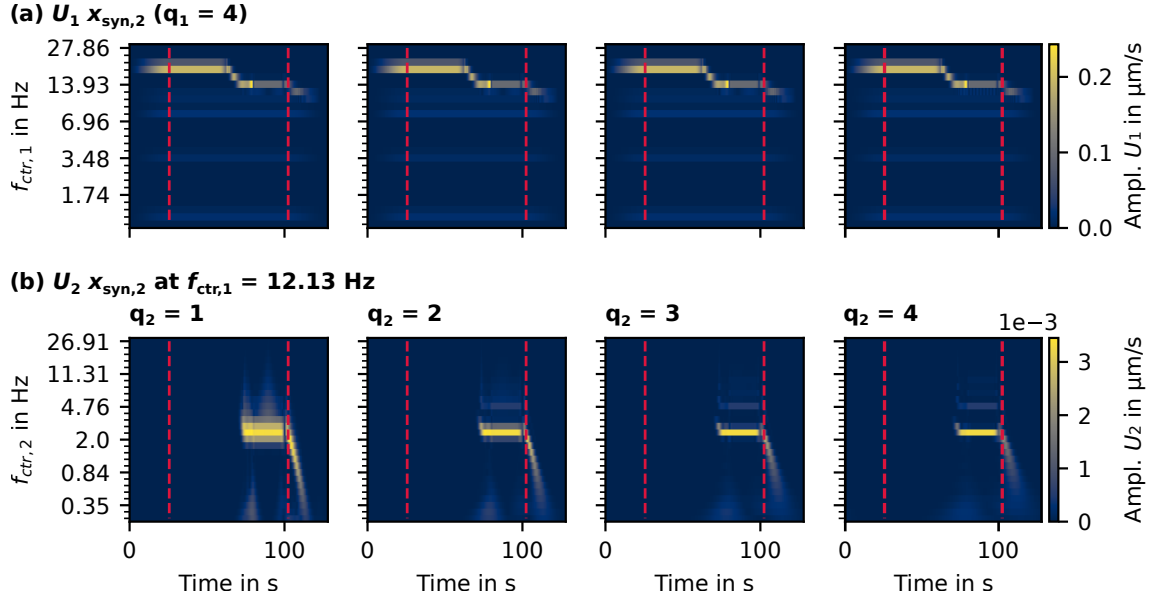 (a) U₁ xsyn,2 (q₁ = 4)
27.86
13.93
6.96
3.48
1.74
fctr,1 in Hz
0.2
0.1
0.0
Ampl. U₁ in μm/s
0 100
(b) U₂ xsyn,2 at fctr,1 = 12.13 Hz
q₂ = 1 q₂ = 2 q₂ = 3 q₂ = 4 1e−3
26.91
11.31
4.76
2.0
0.84
0.35
fctr,2 in Hz
3
2
1
0
Ampl. U₂ in μm/s
0 100 0 100 0 100 0 100
Time in s Time in s Time in s Time in s